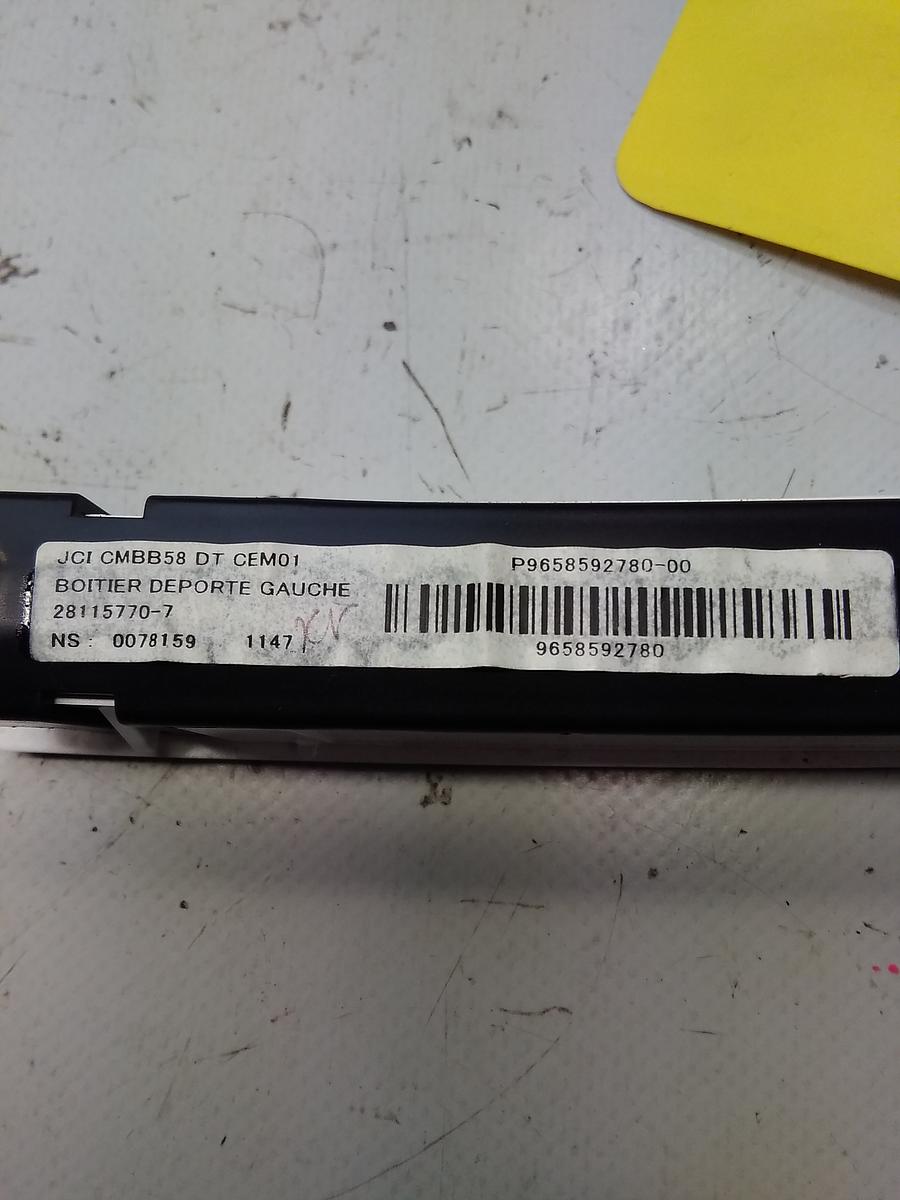 JCI CMBB58 DT CEM01
BOITIER DEPORTE GAUCHE
28115770-7
NS : 0078159 1147
P9658592780-00
9658592780